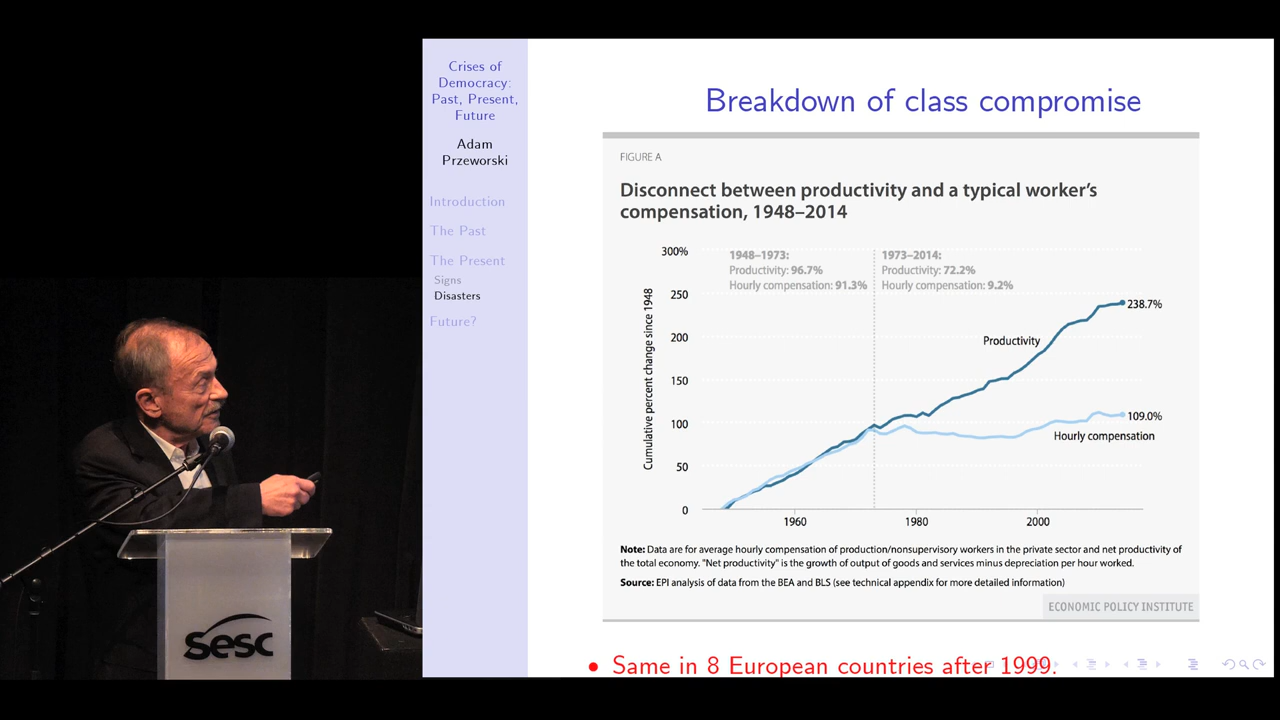 Crises of
Democracy:
Past, Present,
Future
Adam
Przeworski
Introduction
The Past
The Present
Signs
Disasters
Future?
Breakdown of class compromise
FIGURE A
Disconnect between productivity and a typical worker's
compensation, 1948–2014
Cumulative percent change since 1948
300%
250
200
150
100
50
0
1948–1973:
Productivity: 96.7%
Hourly compensation: 91.3%
1973–2014:
Productivity: 72.2%
Hourly compensation: 9.2%
238.7%
Productivity
109.0%
Hourly compensation
1960
1980
2000
Note: Data are for average hourly compensation of production/nonsupervisory workers in the private sector and net productivity of
the total economy. "Net productivity" is the growth of output of goods and services minus depreciation per hour worked.
Source: EPI analysis of data from the BEA and BLS (see technical appendix for more detailed information)
ECONOMIC POLICY INSTITUTE
• Same in 8 European countries after 1999.
sesc